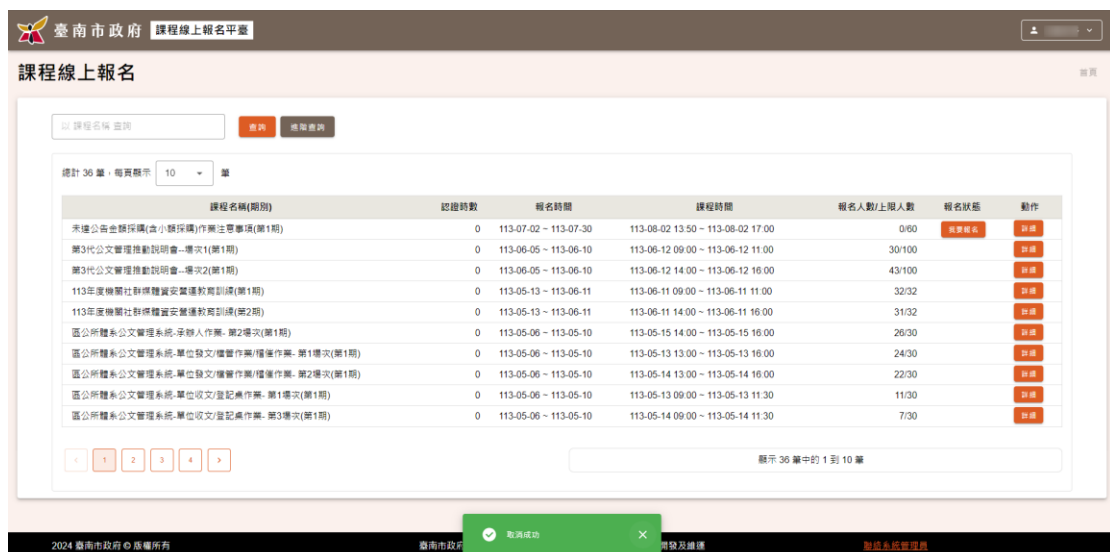 臺南市政府 課程線上報名平臺
課程線上報名
首頁
以 課程名稱 查詢 查詢 進階查詢
總計 36 筆，每頁顯示 10 筆
課程名稱(期別) 認證時數 報名時間 課程時間 報名人數/上限人數 報名狀態 動作
未達公告金額採購(含小額採購)作業注意事項(第1期) 0 113-07-02 ~ 113-07-30 113-08-02 13:50 ~ 113-08-02 17:00 0/60 我要報名 詳細
第3代公文管理推動說明會--場次1(第1期) 0 113-06-05 ~ 113-06-10 113-06-12 09:00 ~ 113-06-12 11:00 30/100 詳細
第3代公文管理推動說明會--場次2(第1期) 0 113-06-05 ~ 113-06-10 113-06-12 14:00 ~ 113-06-12 16:00 43/100 詳細
113年度機關社群媒體資安營運教育訓練(第1期) 0 113-05-13 ~ 113-06-11 113-06-11 09:00 ~ 113-06-11 11:00 32/32 詳細
113年度機關社群媒體資安營運教育訓練(第2期) 0 113-05-13 ~ 113-06-11 113-06-11 14:00 ~ 113-06-11 16:00 31/32 詳細
區公所體系公文管理系統-承辦人作業- 第2場次(第1期) 0 113-05-06 ~ 113-05-10 113-05-15 14:00 ~ 113-05-15 16:00 26/30 詳細
區公所體系公文管理系統-單位發文/檔管作業/稽催作業- 第1場次(第1期) 0 113-05-06 ~ 113-05-10 113-05-13 13:00 ~ 113-05-13 16:00 24/30 詳細
區公所體系公文管理系統-單位發文/檔管作業/稽催作業- 第2場次(第1期) 0 113-05-06 ~ 113-05-10 113-05-14 13:00 ~ 113-05-14 16:00 22/30 詳細
區公所體系公文管理系統-單位收文/登記桌作業- 第1場次(第1期) 0 113-05-06 ~ 113-05-10 113-05-13 09:00 ~ 113-05-13 11:30 11/30 詳細
區公所體系公文管理系統-單位收文/登記桌作業- 第3場次(第1期) 0 113-05-06 ~ 113-05-10 113-05-14 09:00 ~ 113-05-14 11:30 7/30 詳細
< 1 2 3 4 > 顯示 36 筆中的 1 到 10 筆
取消成功
2024 臺南市政府 © 版權所有 臺南市政府 開發及維運 聯絡系統管理員